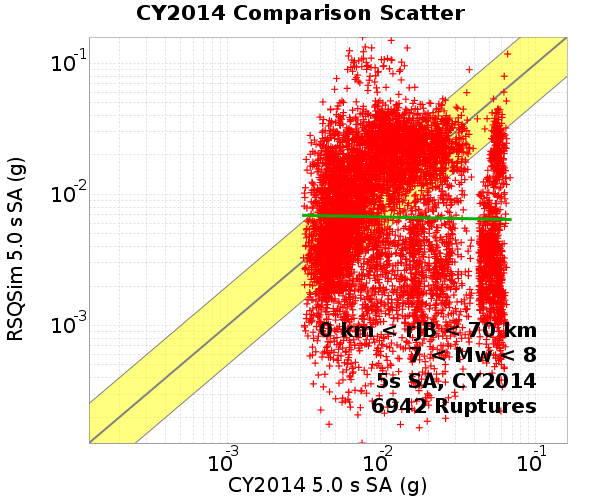 CY2014 Comparison Scatter
10-1
10-2
10-3
RSQSim 5.0 s SA (g)
0 km < rJB < 70 km
7 < Mw < 8
5s SA, CY2014
6942 Ruptures
10-3 10-2 10-1
CY2014 5.0 s SA (g)